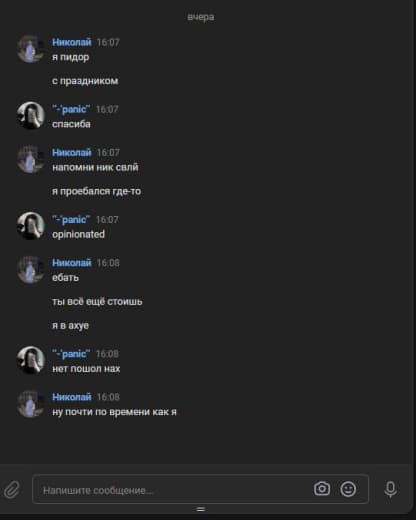 вчера
Николай 16:07
я пидор
с праздником
"-'panic" 16:07
спасиба
Николай 16:07
напомни ник свлй
я проебался где-то
"-'panic" 16:07
opinionated
Николай 16:08
ебать
ты всё ещё стоишь
я в ахуе
"-'panic" 16:08
нет пошол нах
Николай 16:08
ну почти по времени как я
Напишите сообщение...